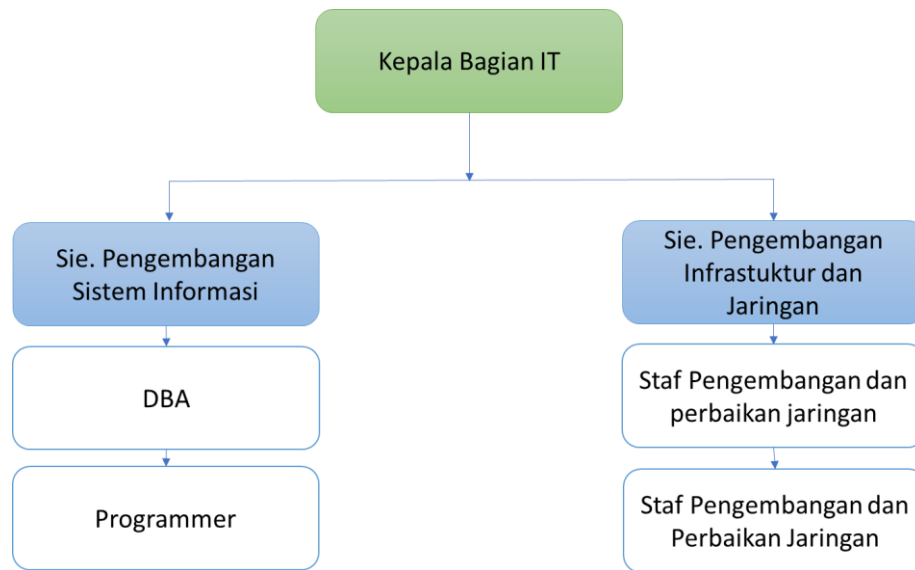 Kepala Bagian IT
Sie. Pengembangan
Sistem Informasi
Sie. Pengembangan
Infrastuktur dan
Jaringan
DBA
Staf Pengembangan dan
perbaikan jaringan
Programmer
Staf Pengembangan dan
Perbaikan Jaringan